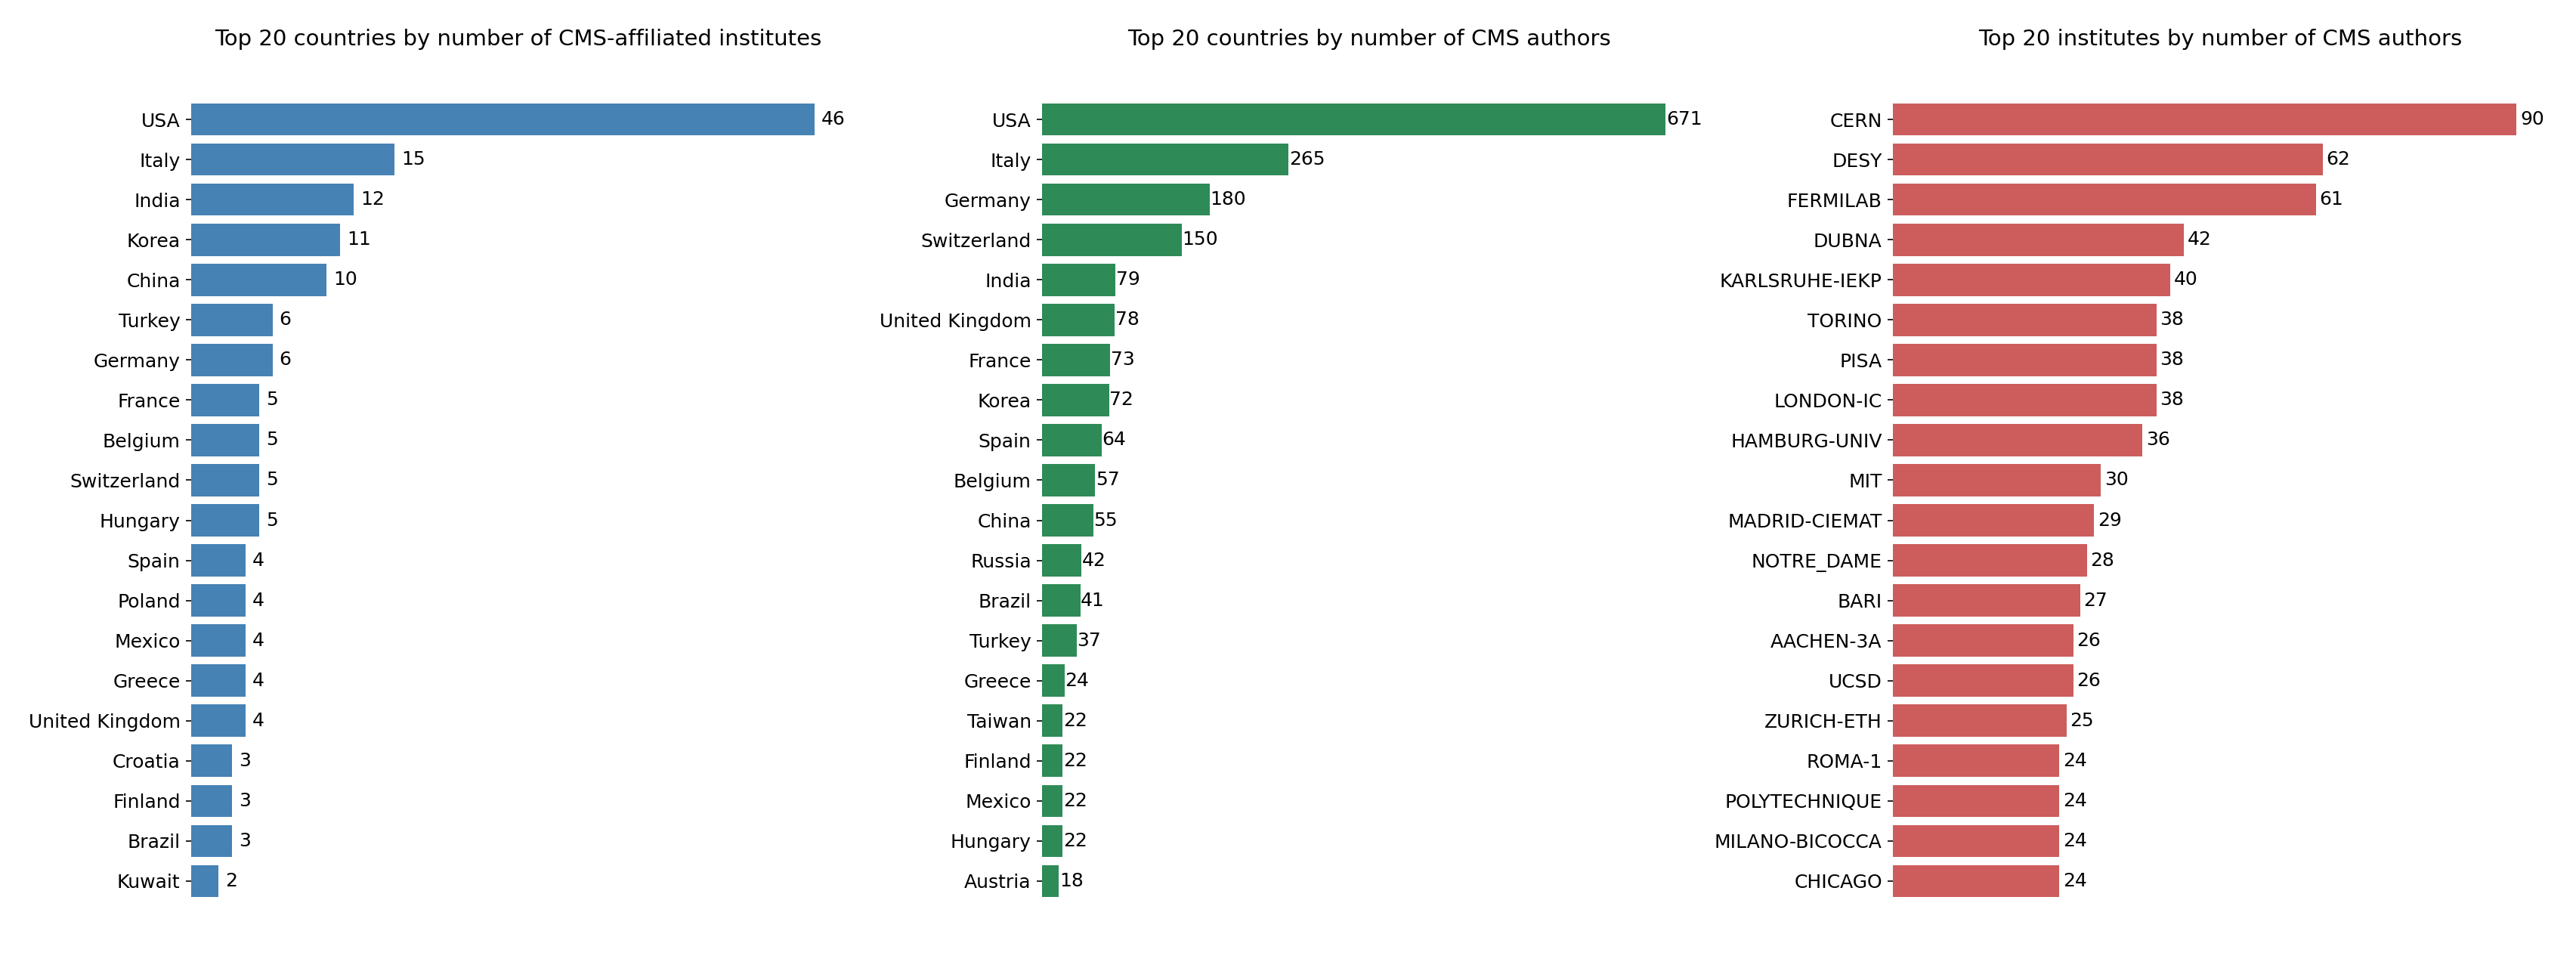 Top 20 countries by number of CMS-affiliated institutes
USA 46
Italy 15
India 12
Korea 11
China 10
Turkey 6
Germany 6
France 5
Belgium 5
Switzerland 5
Hungary 5
Spain 4
Poland 4
Mexico 4
Greece 4
United Kingdom 4
Croatia 3
Finland 3
Brazil 3
Kuwait 2
Top 20 countries by number of CMS authors
USA 671
Italy 265
Germany 180
Switzerland 150
India 79
United Kingdom 78
France 73
Korea 72
Spain 64
Belgium 57
China 55
Russia 42
Brazil 41
Turkey 37
Greece 24
Taiwan 22
Finland 22
Mexico 22
Hungary 22
Austria 18
Top 20 institutes by number of CMS authors
CERN 90
DESY 62
FERMILAB 61
DUBNA 42
KARLSRUHE-IEKP 40
TORINO 38
PISA 38
LONDON-IC 38
HAMBURG-UNIV 36
MIT 30
MADRID-CIEMAT 29
NOTRE_DAME 28
BARI 27
AACHEN-3A 26
UCSD 26
ZURICH-ETH 25
ROMA-1 24
POLYTECHNIQUE 24
MILANO-BICOCCA 24
CHICAGO 24